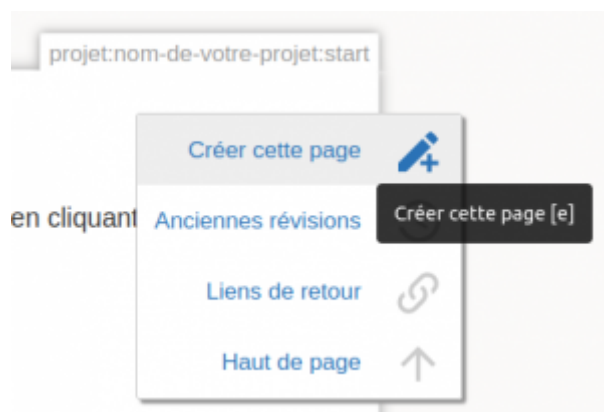 projet:nom-de-votre-projet:start
Créer cette page
Créer cette page [e]
en cliquant
Anciennes révisions
Liens de retour
Haut de page